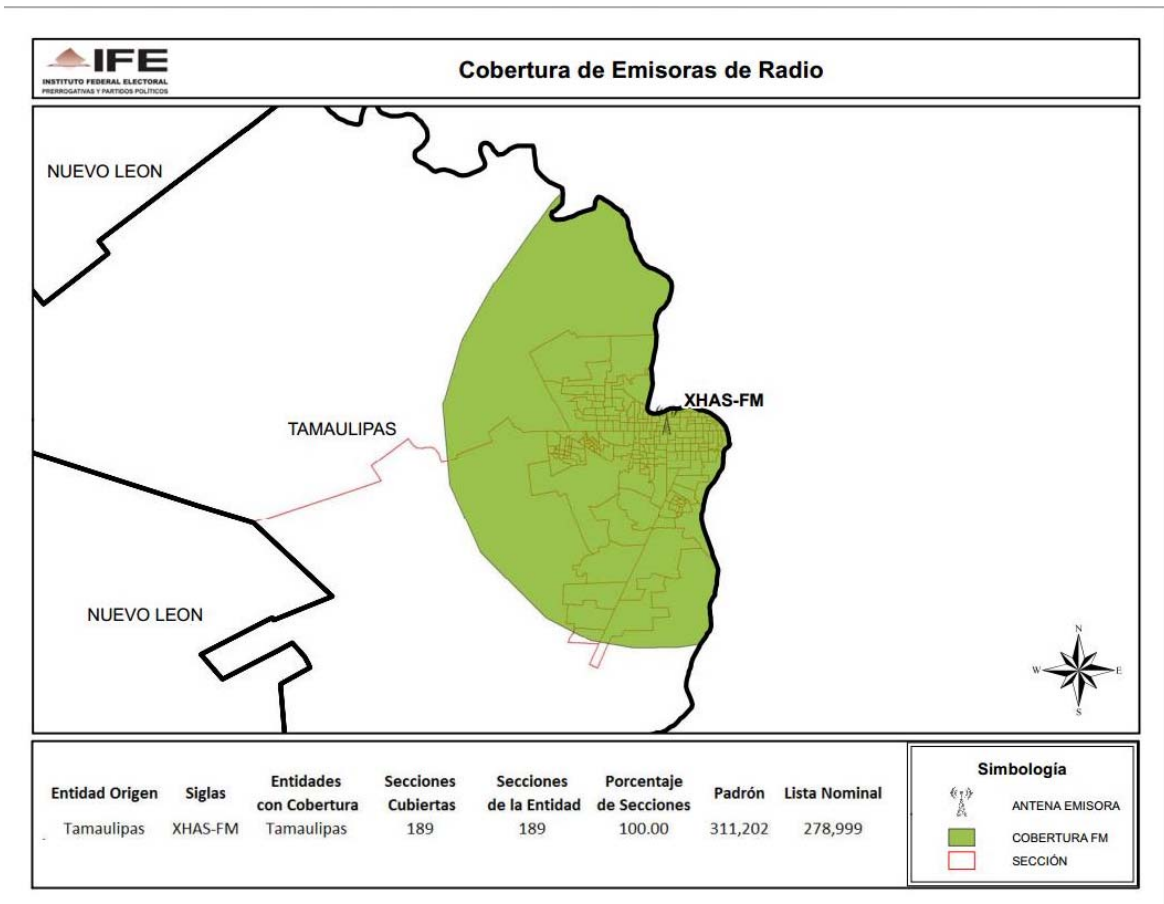 IFE
INSTITUTO FEDERAL ELECTORAL
PRERROGATIVAS Y PARTIDOS POLÍTICOS
Cobertura de Emisoras de Radio
NUEVO LEON
XHAS-FM
TAMAULIPAS
NUEVO LEON
N
W E
S
Entidad Origen Siglas Entidades con Cobertura Secciones Cubiertas Secciones de la Entidad Porcentaje de Secciones Padrón Lista Nominal
Tamaulipas XHAS-FM Tamaulipas 189 189 100.00 311,202 278,999
Simbología
ANTENA EMISORA
COBERTURA FM
SECCIÓN